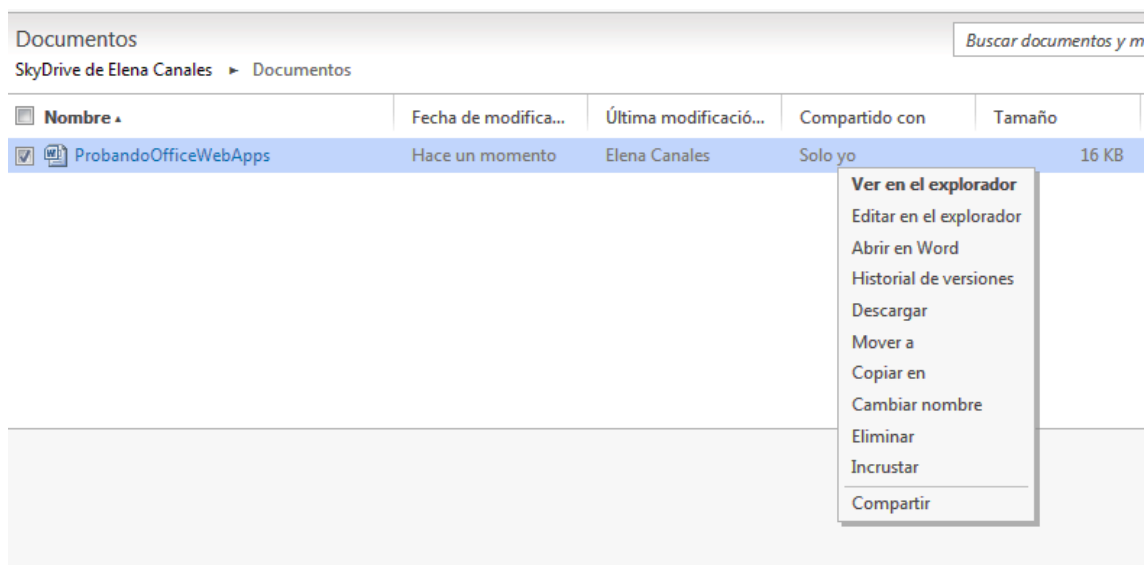 Documentos
Buscar documentos y m
SkyDrive de Elena Canales ► Documentos
Nombre ▴ Fecha de modifica... Última modificació... Compartido con Tamaño
ProbandoOfficeWebApps Hace un momento Elena Canales Solo yo 16 KB
Ver en el explorador
Editar en el explorador
Abrir en Word
Historial de versiones
Descargar
Mover a
Copiar en
Cambiar nombre
Eliminar
Incrustar
Compartir